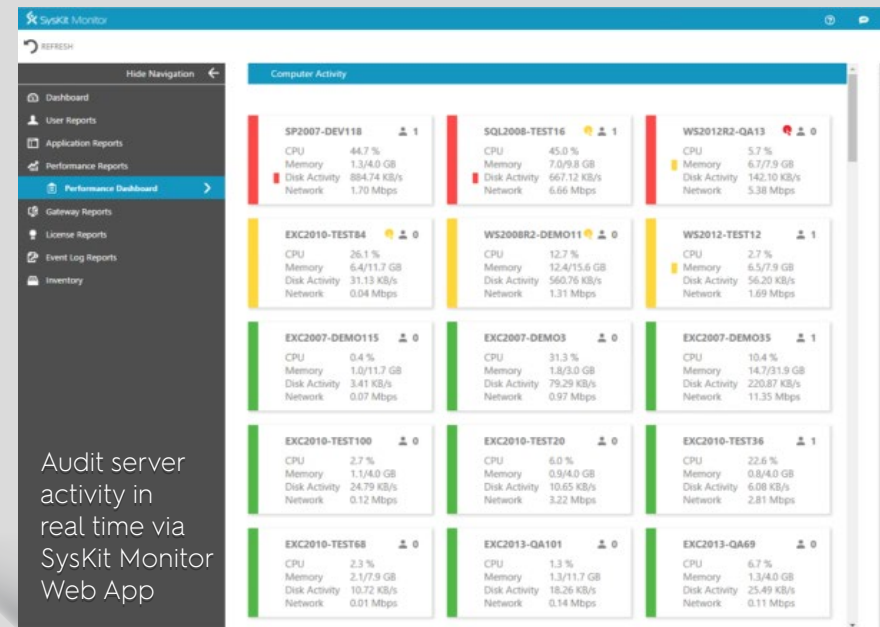 SysKit Monitor
REFRESH
Hide Navigation
Dashboard
User Reports
Application Reports
Performance Reports
Performance Dashboard
Gateway Reports
License Reports
Event Log Reports
Inventory
Audit server
activity in
real time via
SysKit Monitor
Web App
Computer Activity
SP2007-DEV118 1
CPU 44.7 %
Memory 1.3/4.0 GB
Disk Activity 884.74 KB/s
Network 1.70 Mbps
SQL2008-TEST16 1
CPU 45.0 %
Memory 7.0/9.8 GB
Disk Activity 667.12 KB/s
Network 6.66 Mbps
WS2012R2-QA13 0
CPU 5.7 %
Memory 6.7/7.9 GB
Disk Activity 142.10 KB/s
Network 5.38 Mbps
EXC2010-TEST84 0
CPU 26.1 %
Memory 6.4/11.7 GB
Disk Activity 31.13 KB/s
Network 0.04 Mbps
WS2008R2-DEMO11 0
CPU 12.7 %
Memory 12.4/15.6 GB
Disk Activity 560.76 KB/s
Network 1.31 Mbps
WS2012-TEST12 1
CPU 2.7 %
Memory 6.5/7.9 GB
Disk Activity 56.20 KB/s
Network 1.69 Mbps
EXC2007-DEMO115 0
CPU 0.4 %
Memory 1.0/11.7 GB
Disk Activity 3.41 KB/s
Network 0.07 Mbps
EXC2007-DEMO3 0
CPU 31.3 %
Memory 1.8/3.0 GB
Disk Activity 79.29 KB/s
Network 0.97 Mbps
EXC2007-DEMO35 1
CPU 10.4 %
Memory 14.7/31.9 GB
Disk Activity 220.87 KB/s
Network 11.35 Mbps
EXC2010-TEST100 0
CPU 2.7 %
Memory 1.1/4.0 GB
Disk Activity 24.79 KB/s
Network 0.12 Mbps
EXC2010-TEST20 0
CPU 6.0 %
Memory 0.9/4.0 GB
Disk Activity 10.65 KB/s
Network 3.22 Mbps
EXC2010-TEST36 1
CPU 22.6 %
Memory 0.8/4.0 GB
Disk Activity 6.08 KB/s
Network 2.81 Mbps
EXC2010-TEST68 0
CPU 2.3 %
Memory 2.1/7.9 GB
Disk Activity 10.72 KB/s
Network 0.01 Mbps
EXC2013-QA101 0
CPU 1.3 %
Memory 1.3/11.7 GB
Disk Activity 18.26 KB/s
Network 0.14 Mbps
EXC2013-QA69 0
CPU 6.7 %
Memory 1.3/4.0 GB
Disk Activity 25.49 KB/s
Network 0.11 Mbps